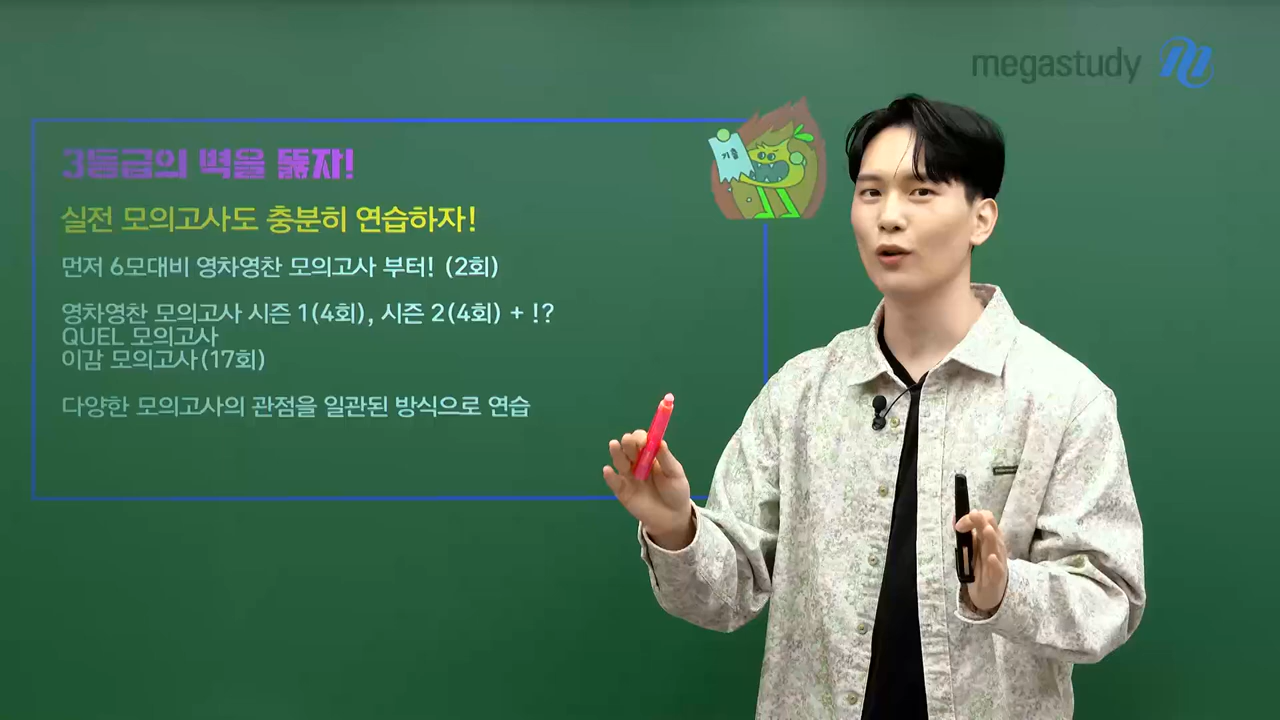 megastudy
3등급의 벽을 뚫자!
기출
실전 모의고사도 충분히 연습하자!
먼저 6모대비 영차영찬 모의고사 부터! (2회)
영차영찬 모의고사 시즌 1(4회), 시즌 2(4회) + !?
QUEL 모의고사
이감 모의고사(17회)
다양한 모의고사의 관점을 일관된 방식으로 연습